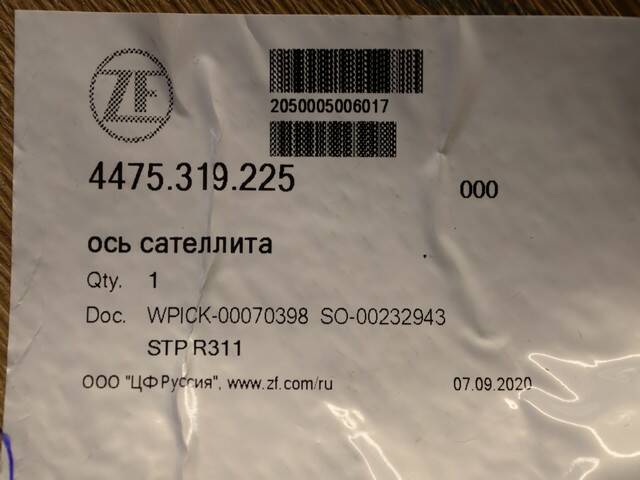 ZF
2050005006017
4475.319.225 000
ось сателлита
Qty. 1
Doc. WPICK-00070398 SO-00232943
STP R311
ООО "ЦФ Руссия", www.zf.com/ru 07.09.2020